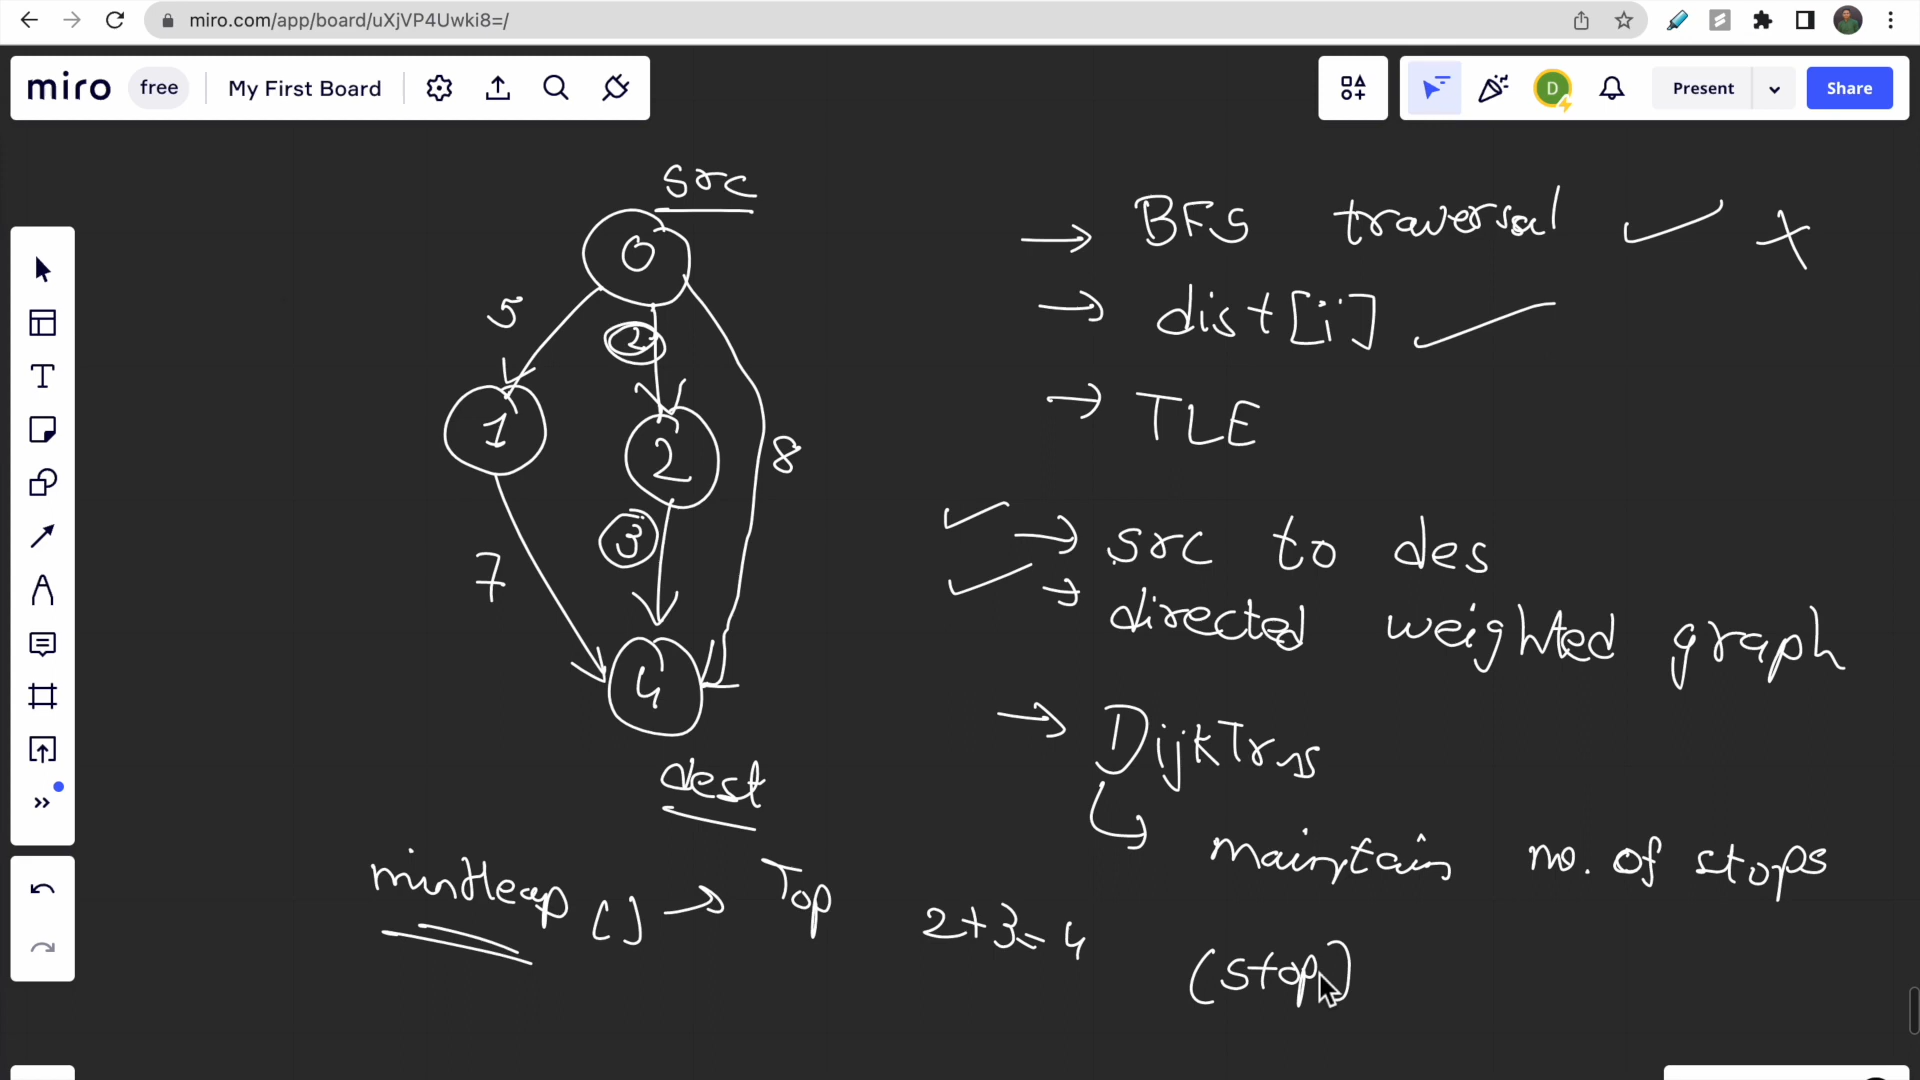 miro.com/app/board/uXjVP4Uwki8=/
miro free My First Board
D Present Share
src
0
5
2
1
2
8
3
7
4
dest
minHeap [] → Top
2+3=4
→ BFS traversal ✓ X
→ dist[i] ✓
→ TLE
✓ → src to des
✓ → directed weighted graph
→
maintain no. of stops
(stop)